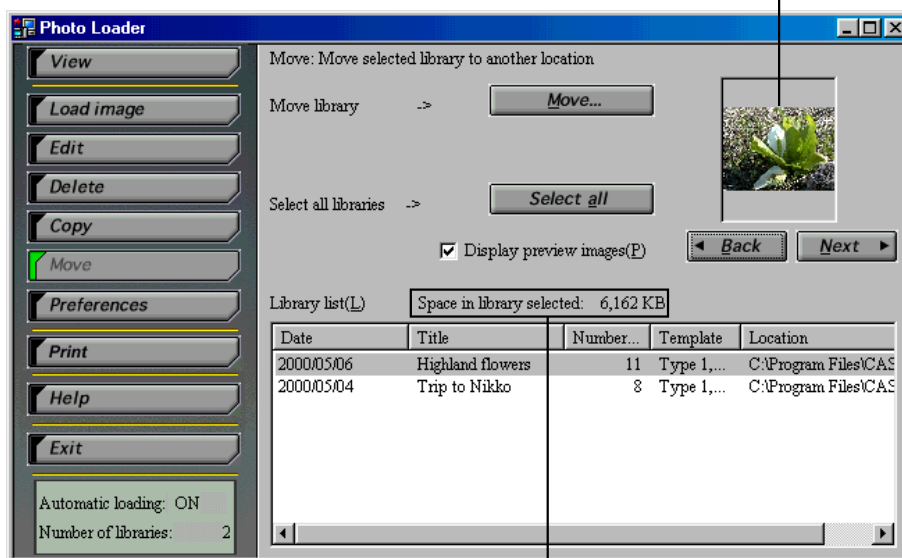 Photo Loader
View
Load image
Edit
Delete
Copy
Move
Preferences
Print
Help
Exit
Automatic loading: ON
Number of libraries: 2
Move: Move selected library to another location
Move library -> Move...
Select all libraries -> Select all
Display preview images(P)
Back Next
Library list(L) Space in library selected: 6,162 KB
Date Title Number... Template Location
2000/05/06 Highland flowers 11 Type 1,... C:\Program Files\CAS
2000/05/04 Trip to Nikko 8 Type 1,... C:\Program Files\CAS